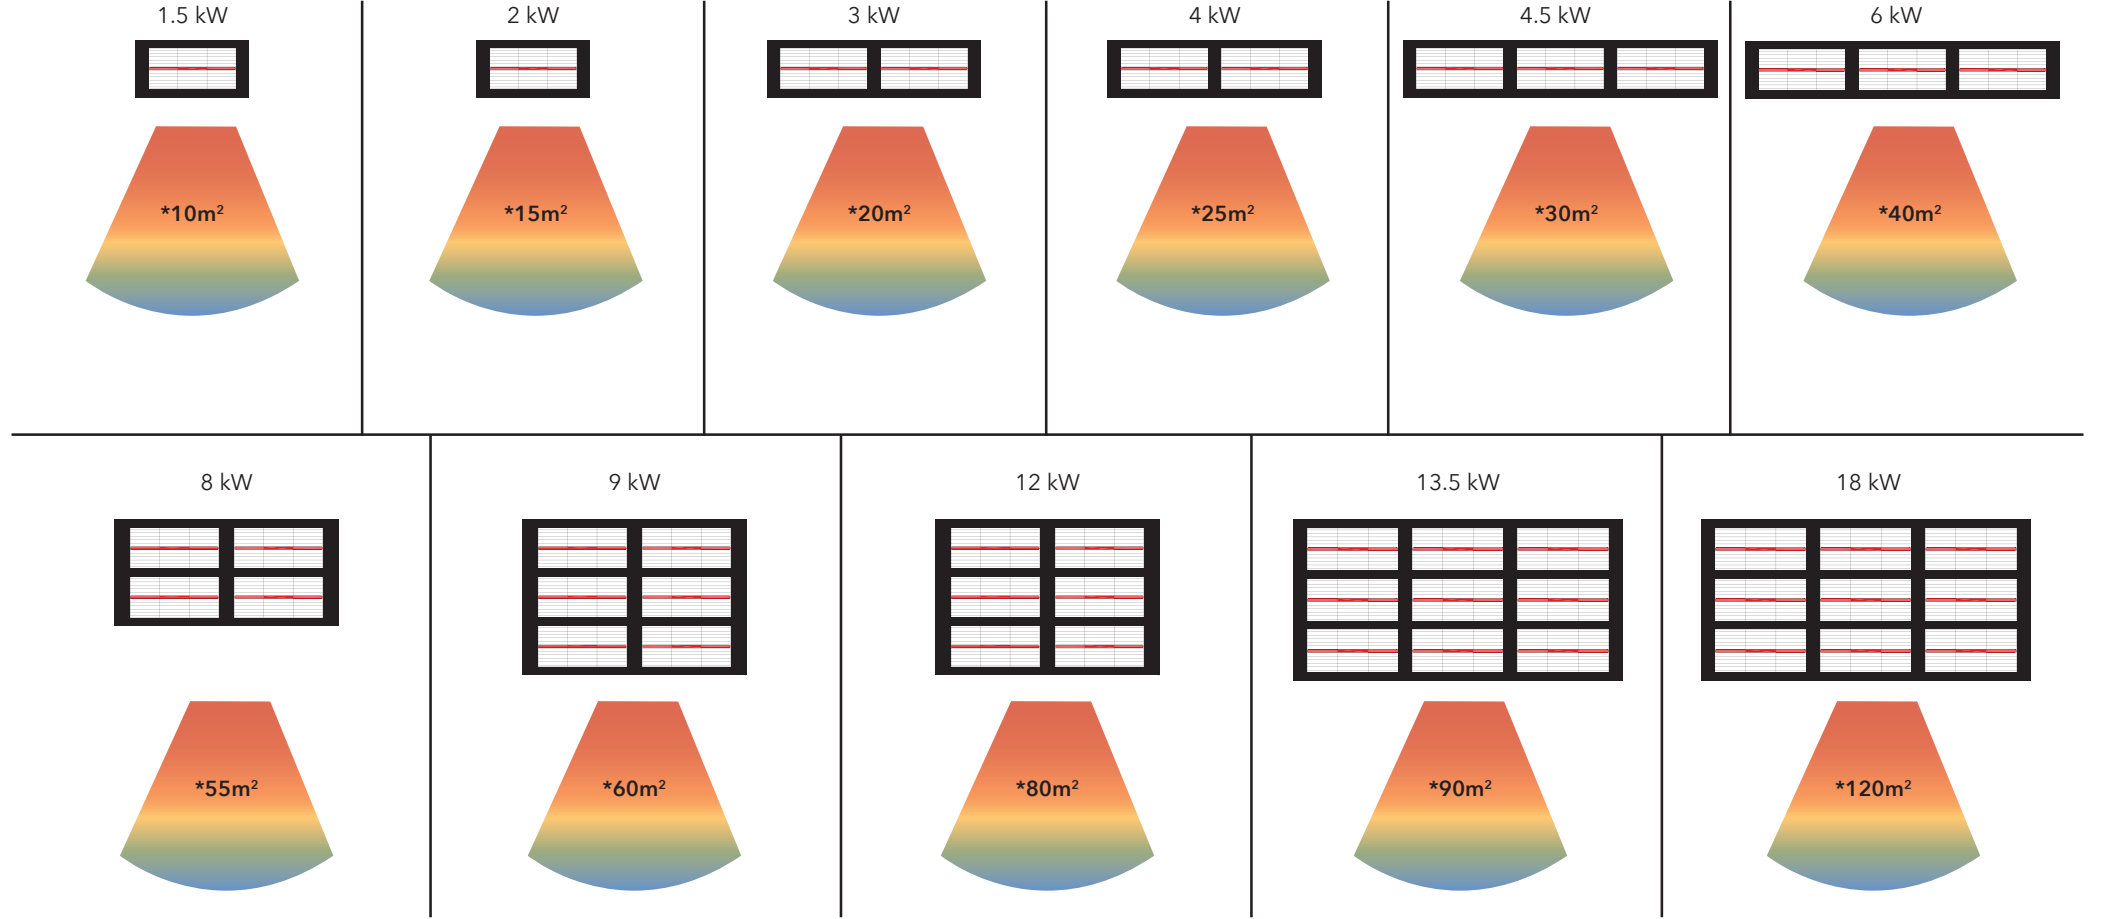 1.5 kW
2 kW
3 kW
4 kW
4.5 kW
6 kW
*10m²
*15m²
*20m²
*25m²
*30m²
*40m²
8 kW
9 kW
12 kW
13.5 kW
18 kW
*55m²
*60m²
*80m²
*90m²
*120m²